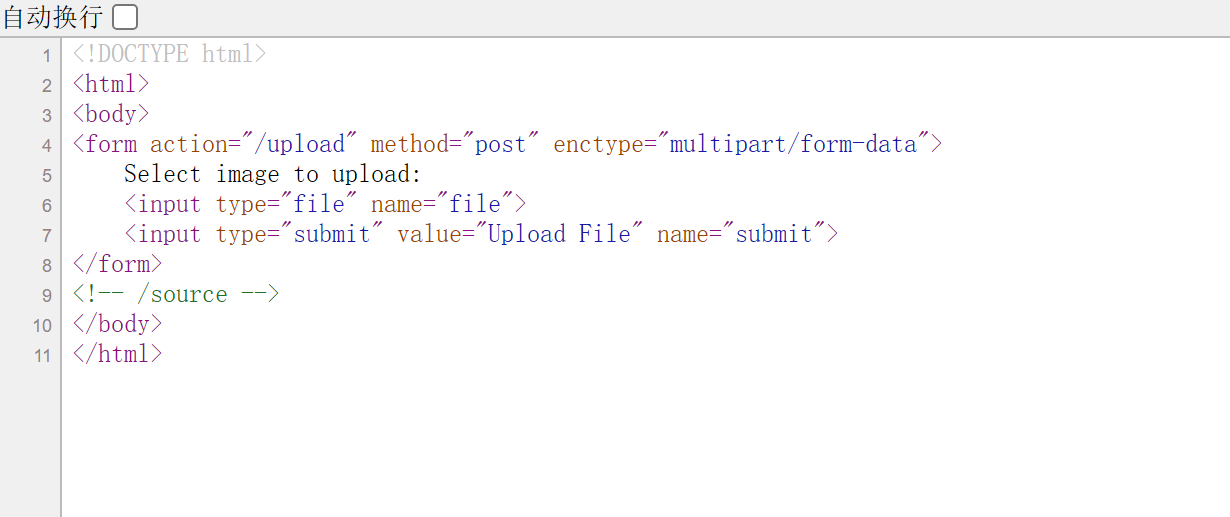 自动换行
1 <!DOCTYPE html>
2 <html>
3 <body>
4 <form action="/upload" method="post" enctype="multipart/form-data">
5     Select image to upload:
6     <input type="file" name="file">
7     <input type="submit" value="Upload File" name="submit">
8 </form>
9 <!-- /source -->
10 </body>
11 </html>